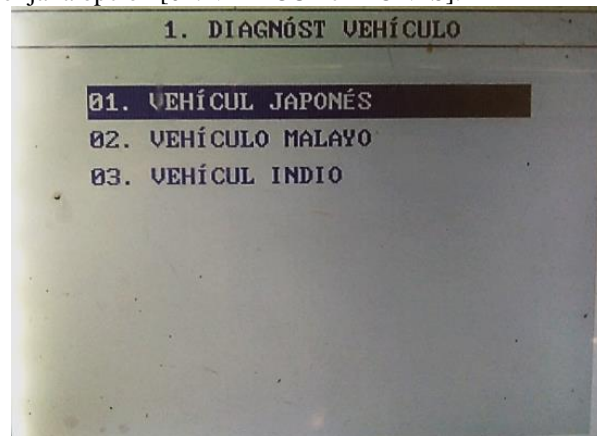 1. DIAGNÓST VEHÍCULO
01. VEHÍCUL JAPONÉS
02. VEHÍCULO MALAYO
03. VEHÍCUL INDIO